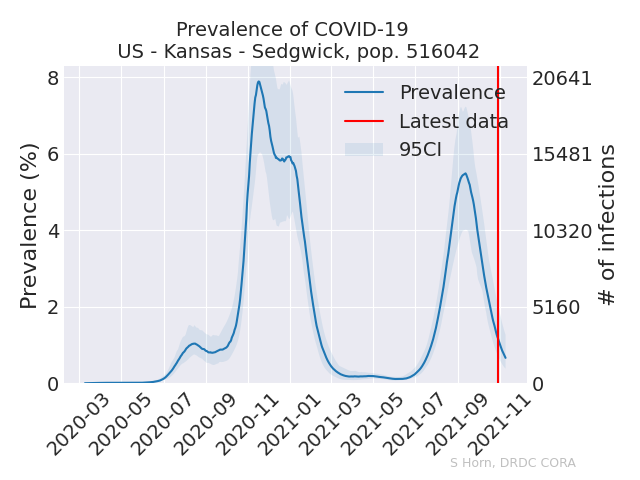 Prevalence of COVID-19
US - Kansas - Sedgwick, pop. 516042
Prevalence (%)
8
6
4
2
0
Prevalence
Latest data
95CI
20641
15481
10320
5160
0
# of infections
2020-03
2020-05
2020-07
2020-09
2020-11
2021-01
2021-03
2021-05
2021-07
2021-09
2021-11
S Horn, DRDC CORA